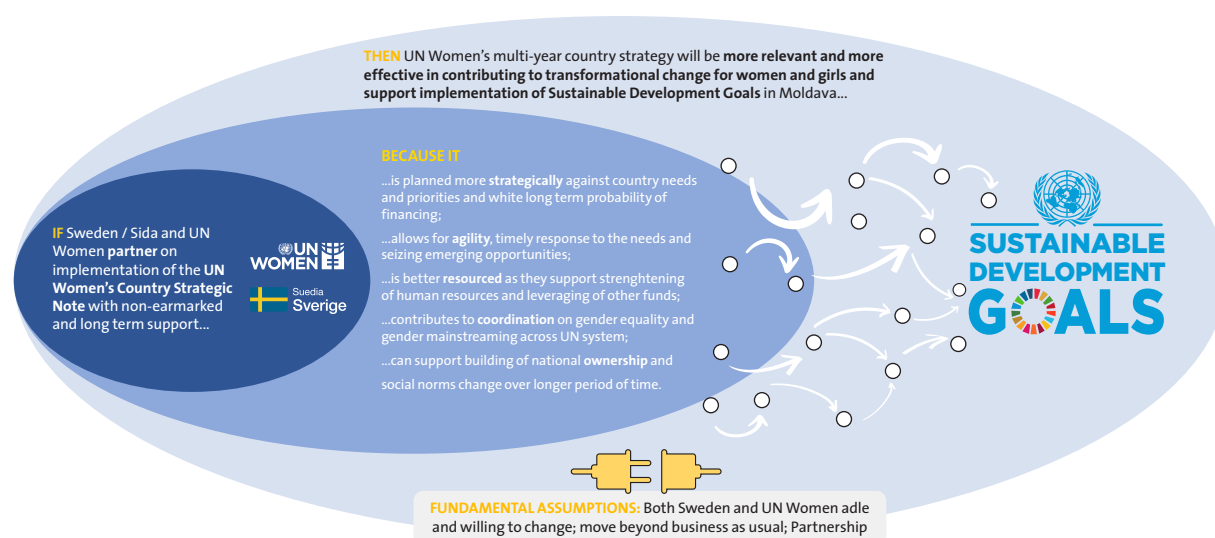 THEN UN Women's multi-year country strategy will be more relevant and more
effective in contributing to transformational change for women and girls and
support implementation of Sustainable Development Goals in Moldava...
BECAUSE IT
...is planned more strategically against country needs
and priorities and white long term probability of
financing;
...allows for agility, timely response to the needs and
seizing emerging opportunities;
...is better resourced as they support strenghtening
of human resources and leveraging of other funds;
...contributes to coordination on gender equality and
gender mainstreaming across UN system;
...can support building of national ownership and
social norms change over longer period of time.
IF Sweden / Sida and UN
Women partner on
implementation of the UN
Women's Country Strategic
Note with non-earmarked
and long term support...
UN
WOMEN
Suedia
Sverige
SUSTAINABLE
DEVELOPMENT
GOALS
FUNDAMENTAL ASSUMPTIONS: Both Sweden and UN Women adle
and willing to change; move beyond business as usual; Partnership